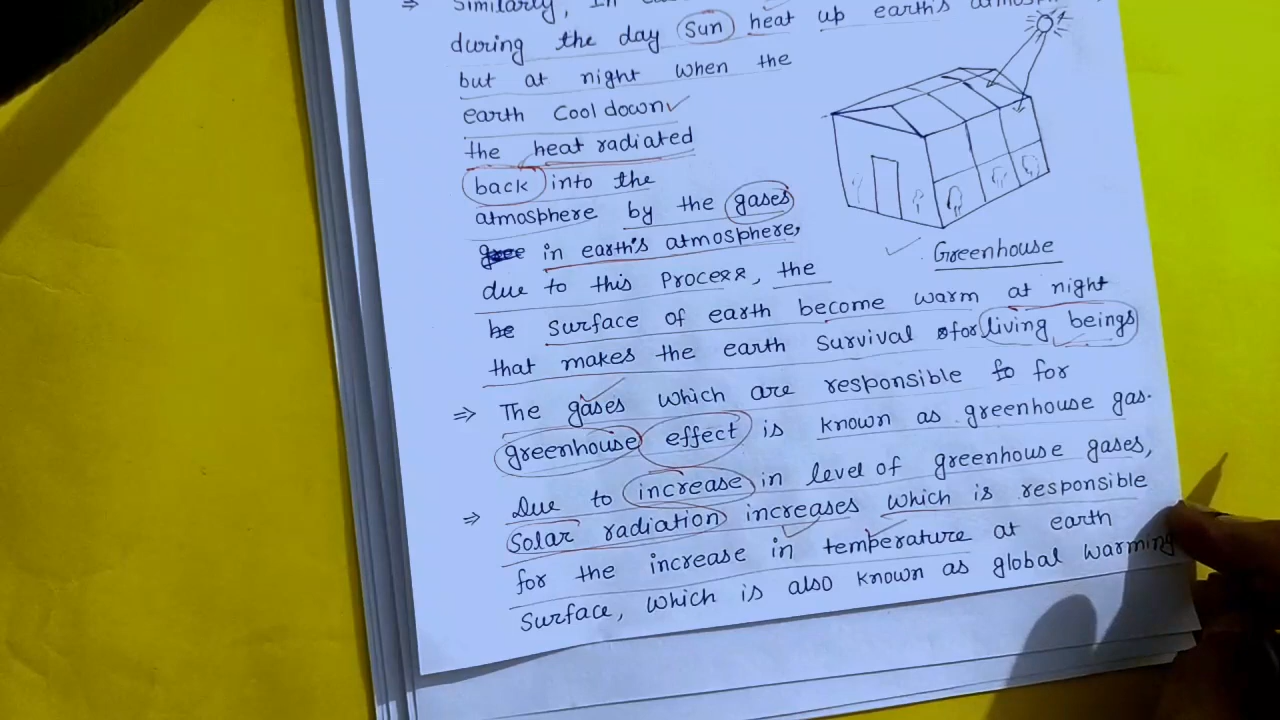 ⇒ Similarly, In
during the day sun heat up earth's
but at night when the
earth Cool down
the heat radiated
back into the
atmosphere by the gases
in earth's atmosphere,
due to this Process, the
be surface of earth become warm at night
that makes the earth survival for living beings
Greenhouse
⇒ The gases which are responsible to for
greenhouse effect is known as greenhouse gas.
⇒ Due to increase in level of greenhouse gases,
Solar radiation increases which is responsible
for the increase in temperature at earth
Surface, which is also known as global warming